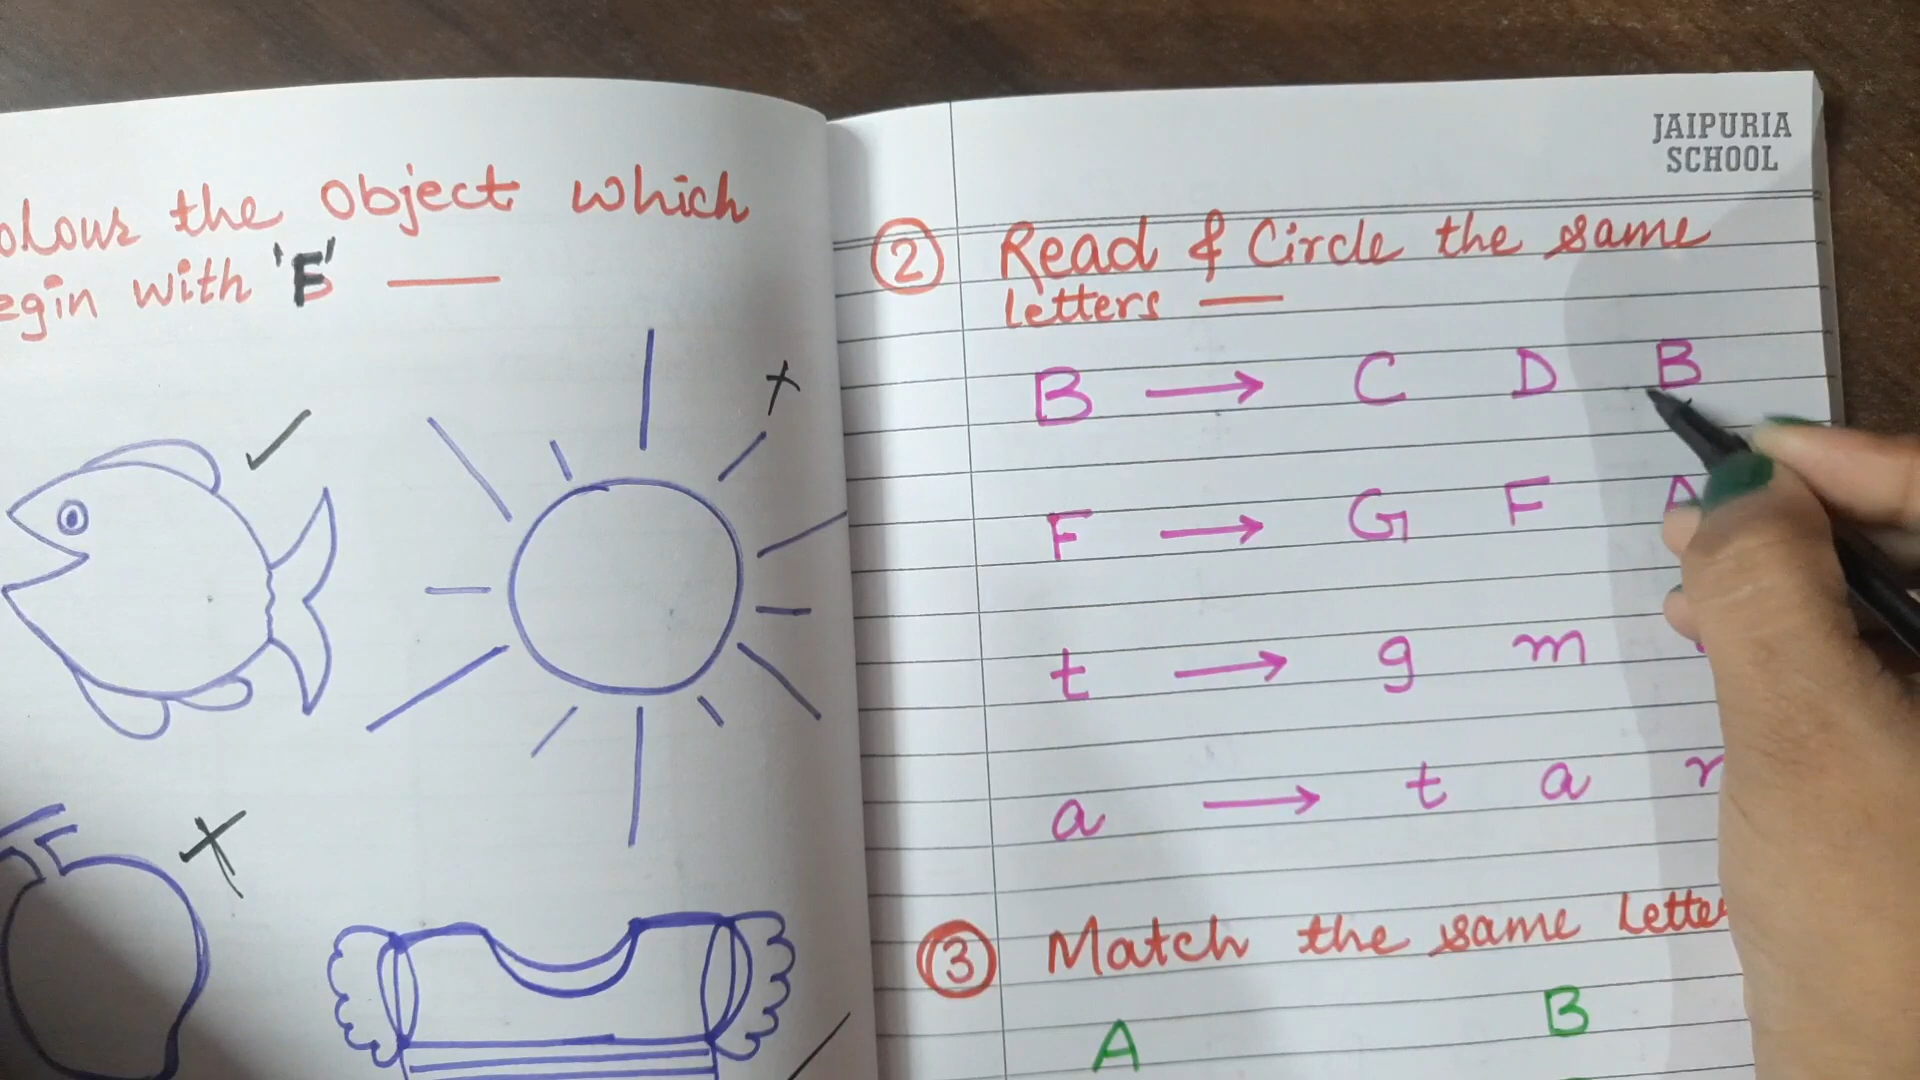 olour the object which
egin with 'F' —
JAIPURIA
SCHOOL
② Read & Circle the same
letters —
B → C D B
F → G F A
t → g m
a → t a r
③ Match the same Lette
A B